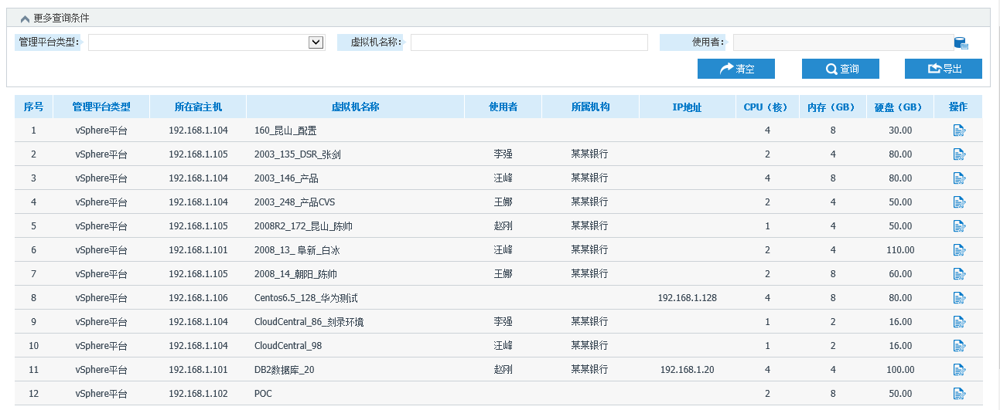 更多查询条件
管理平台类型： 虚拟机名称： 使用者：
清空 查询 导出
序号 管理平台类型 所在宿主机 虚拟机名称 使用者 所属机构 IP地址 CPU（核） 内存（GB） 硬盘（GB） 操作
1 vSphere平台 192.168.1.104 160_昆山_配置 4 8 30.00
2 vSphere平台 192.168.1.105 2003_135_DSR_张剑 李强 某某银行 2 4 80.00
3 vSphere平台 192.168.1.104 2003_146_产品 汪峰 某某银行 4 8 80.00
4 vSphere平台 192.168.1.104 2003_248_产品CVS 王娜 某某银行 2 4 50.00
5 vSphere平台 192.168.1.105 2008R2_172_昆山_陈帅 赵刚 某某银行 1 4 50.00
6 vSphere平台 192.168.1.101 2008_13_ 阜新_白冰 汪峰 某某银行 2 4 110.00
7 vSphere平台 192.168.1.105 2008_14_朝阳_陈帅 王娜 某某银行 2 8 60.00
8 vSphere平台 192.168.1.106 Centos6.5_128_华为测试 192.168.1.128 4 8 80.00
9 vSphere平台 192.168.1.104 CloudCentral_86_刻录环境 李强 某某银行 1 2 16.00
10 vSphere平台 192.168.1.104 CloudCentral_98 汪峰 某某银行 1 2 16.00
11 vSphere平台 192.168.1.101 DB2数据库_20 赵刚 某某银行 192.168.1.20 4 4 100.00
12 vSphere平台 192.168.1.102 POC 2 8 50.00